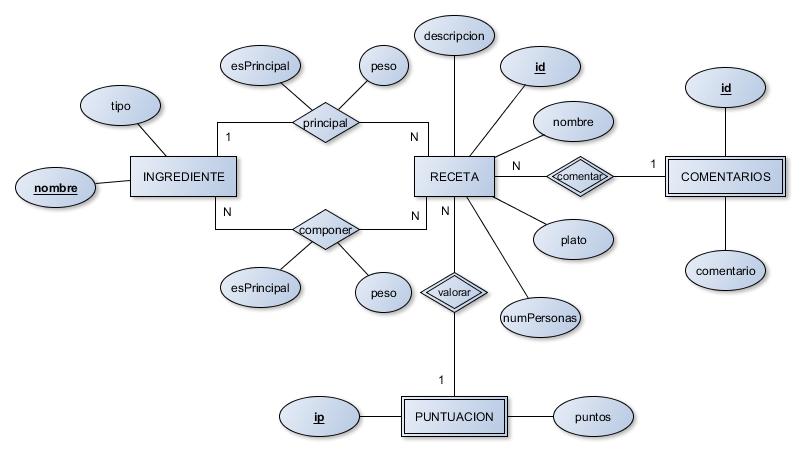 descripcion
esPrincipal
peso
id
id
tipo
principal
nombre
1
N
N
1
INGREDIENTE
RECETA
comentar
COMENTARIOS
nombre
N
N
N
componer
plato
comentario
esPrincipal
peso
valorar
numPersonas
1
ip
PUNTUACION
puntos